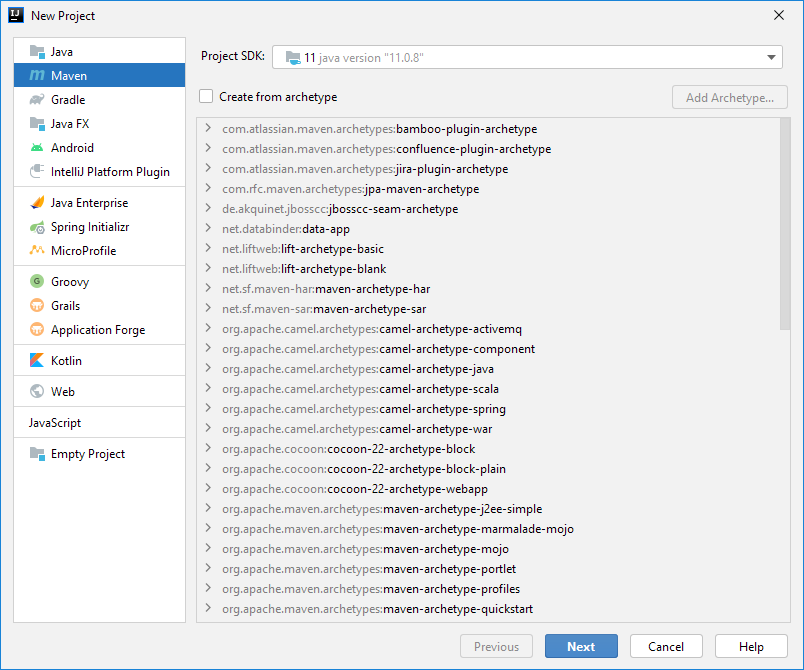 New Project
Java
Maven
Gradle
Java FX
Android
IntelliJ Platform Plugin
Java Enterprise
Spring Initializr
MicroProfile
Groovy
Grails
Application Forge
Kotlin
Web
JavaScript
Empty Project
Project SDK: 11 java version "11.0.8"
Create from archetype
Add Archetype...
com.atlassian.maven.archetypes:bamboo-plugin-archetype
com.atlassian.maven.archetypes:confluence-plugin-archetype
com.atlassian.maven.archetypes:jira-plugin-archetype
com.rfc.maven.archetypes:jpa-maven-archetype
de.akquinet.jbosscc:jbosscc-seam-archetype
net.databinder:data-app
net.liftweb:lift-archetype-basic
net.liftweb:lift-archetype-blank
net.sf.maven-har:maven-archetype-har
net.sf.maven-sar:maven-archetype-sar
org.apache.camel.archetypes:camel-archetype-activemq
org.apache.camel.archetypes:camel-archetype-component
org.apache.camel.archetypes:camel-archetype-java
org.apache.camel.archetypes:camel-archetype-scala
org.apache.camel.archetypes:camel-archetype-spring
org.apache.camel.archetypes:camel-archetype-war
org.apache.cocoon:cocoon-22-archetype-block
org.apache.cocoon:cocoon-22-archetype-block-plain
org.apache.cocoon:cocoon-22-archetype-webapp
org.apache.maven.archetypes:maven-archetype-j2ee-simple
org.apache.maven.archetypes:maven-archetype-marmalade-mojo
org.apache.maven.archetypes:maven-archetype-mojo
org.apache.maven.archetypes:maven-archetype-portlet
org.apache.maven.archetypes:maven-archetype-profiles
org.apache.maven.archetypes:maven-archetype-quickstart
Previous
Next
Cancel
Help